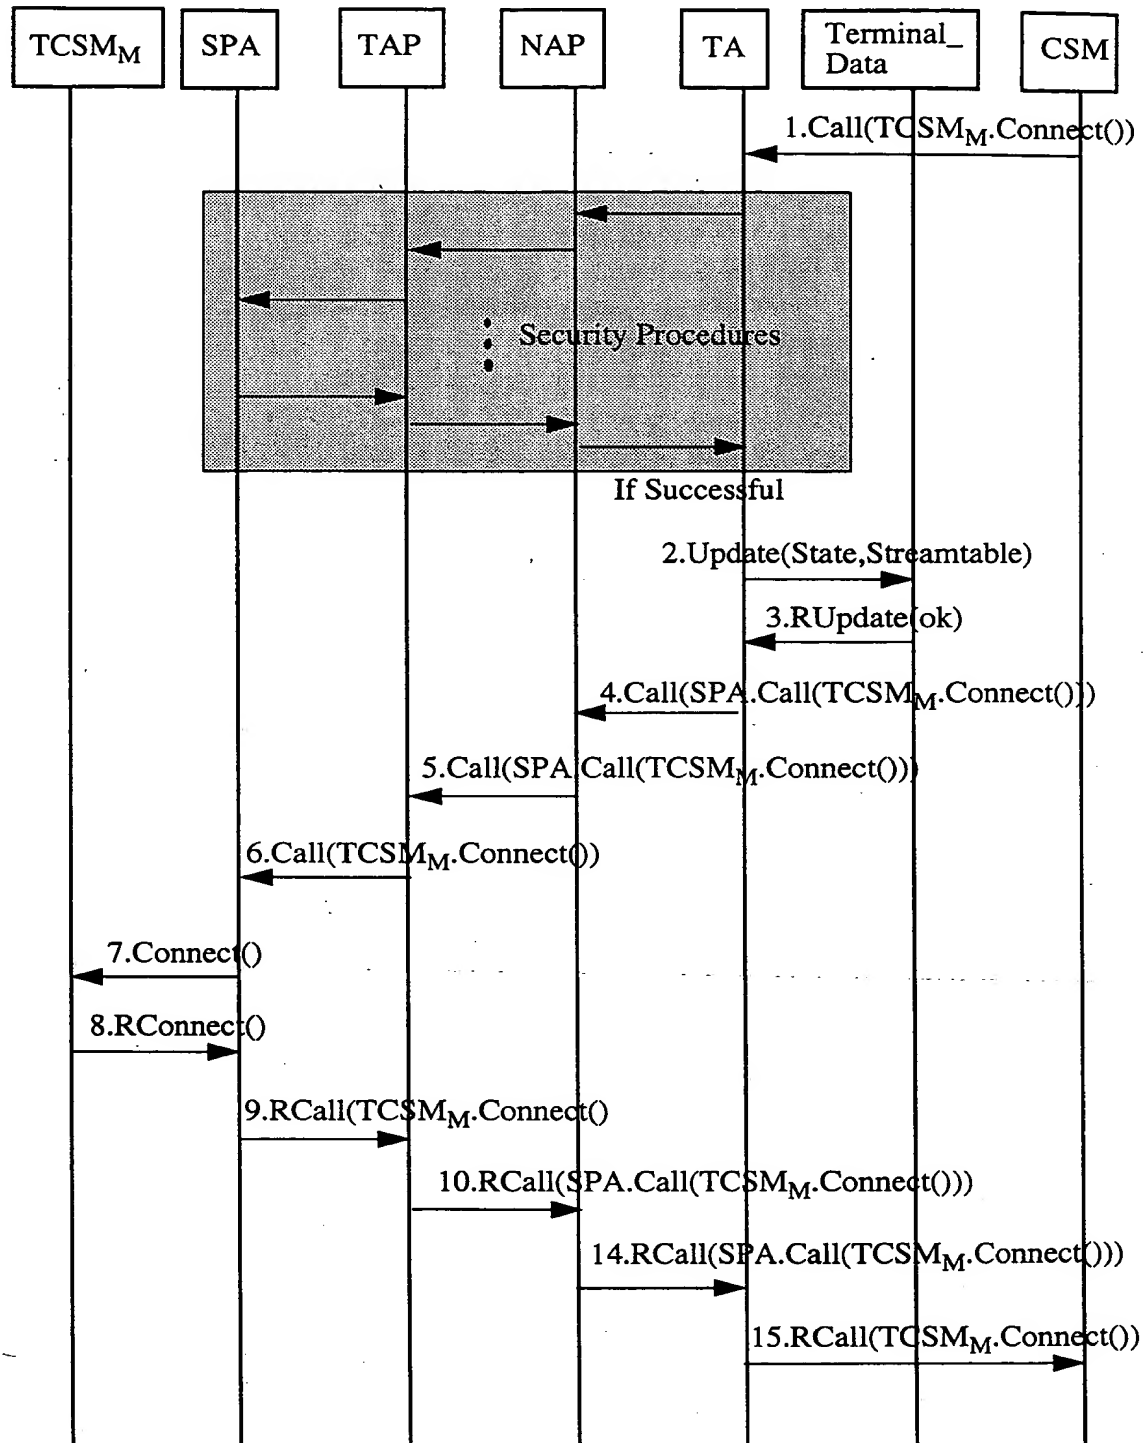 TCSMM
SPA
TAP
NAP
TA
Terminal_
Data
CSM
1.Call(TCSMM.Connect())
Security Procedures
If Successful
2.Update(State,Streamtable)
3.RUpdate(ok)
4.Call(SPA.Call(TCSMM.Connect()))
5.Call(SPA.Call(TCSMM.Connect()))
6.Call(TCSMM.Connect())
7.Connect()
8.RConnect()
9.RCall(TCSMM.Connect()
10.RCall(SPA.Call(TCSMM.Connect()))
14.RCall(SPA.Call(TCSMM.Connect()))
15.RCall(TCSMM.Connect())